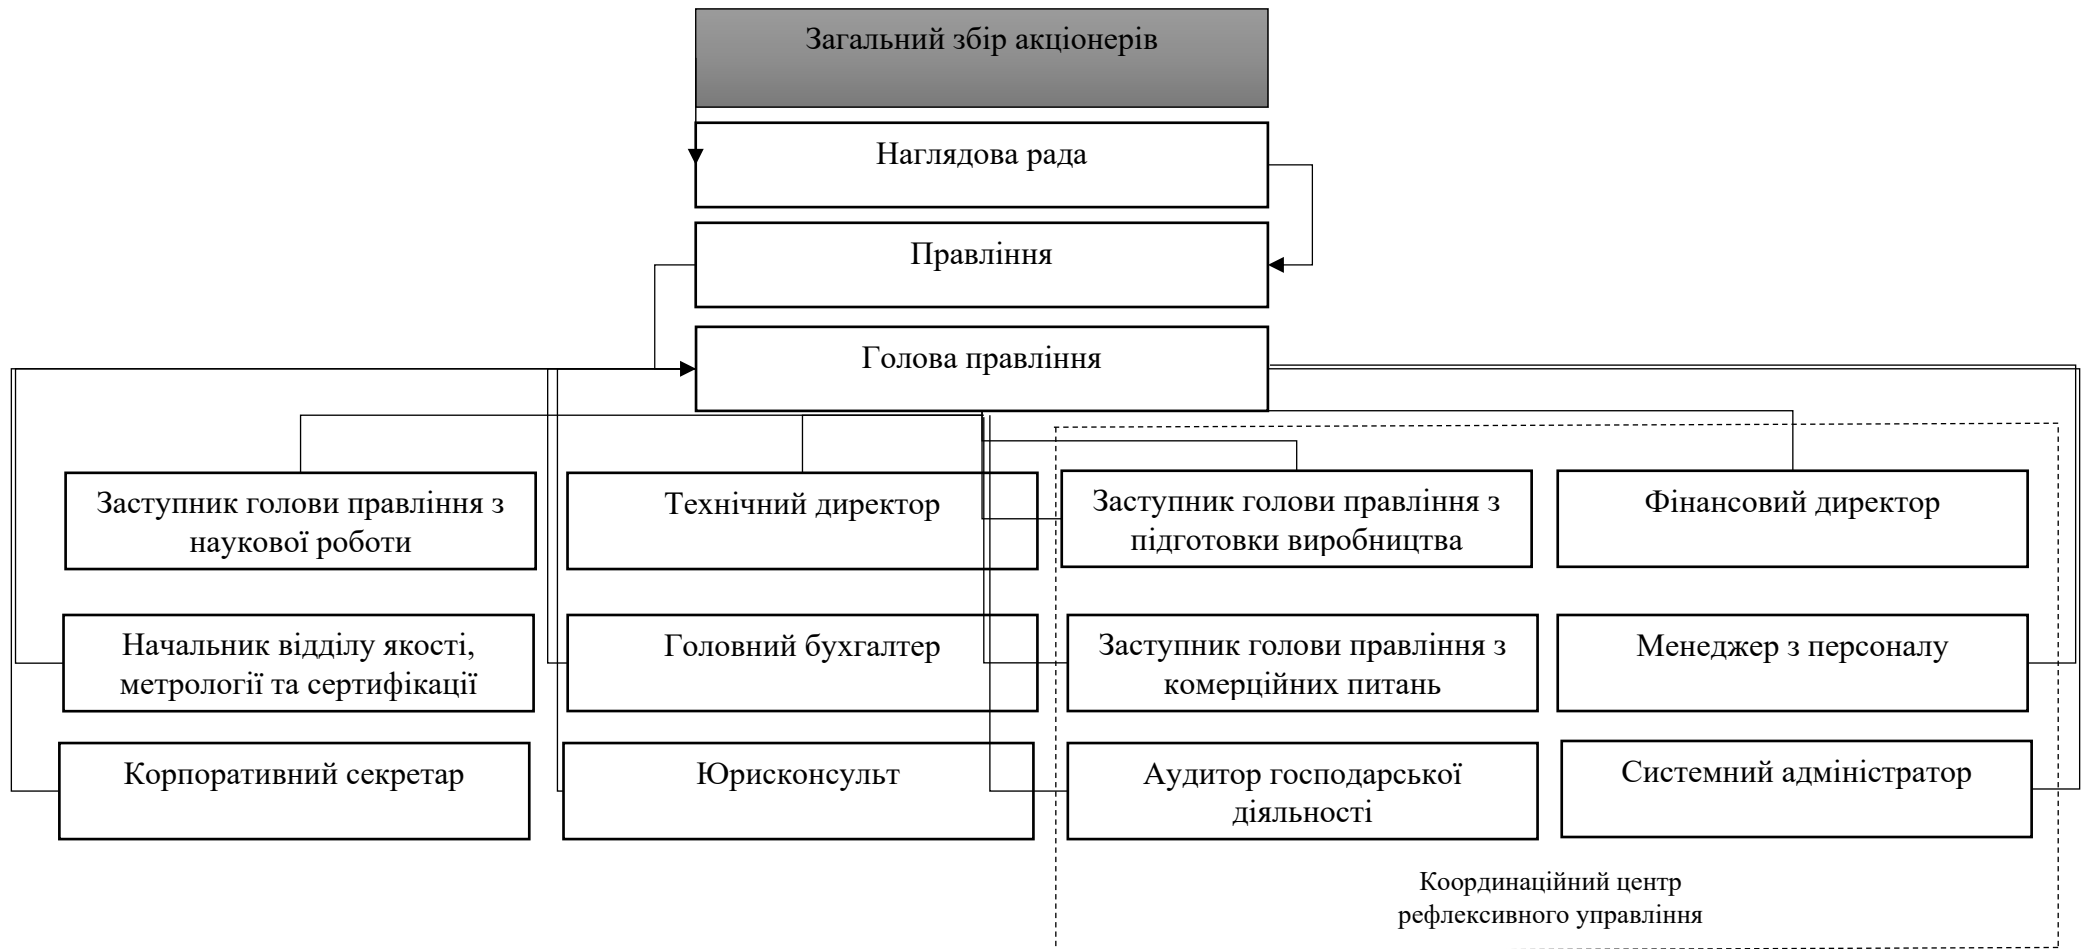 Загальний збір акціонерів
Наглядова рада
Правління
Голова правління
Заступник голови правління з
наукової роботи
Технічний директор
Заступник голови правління з
підготовки виробництва
Фінансовий директор
Начальник відділу якості,
метрології та сертифікації
Головний бухгалтер
Заступник голови правління з
комерційних питань
Менеджер з персоналу
Корпоративний секретар
Юрисконсульт
Аудитор господарської
діяльності
Системний адміністратор
Координаційний центр
рефлексивного управління